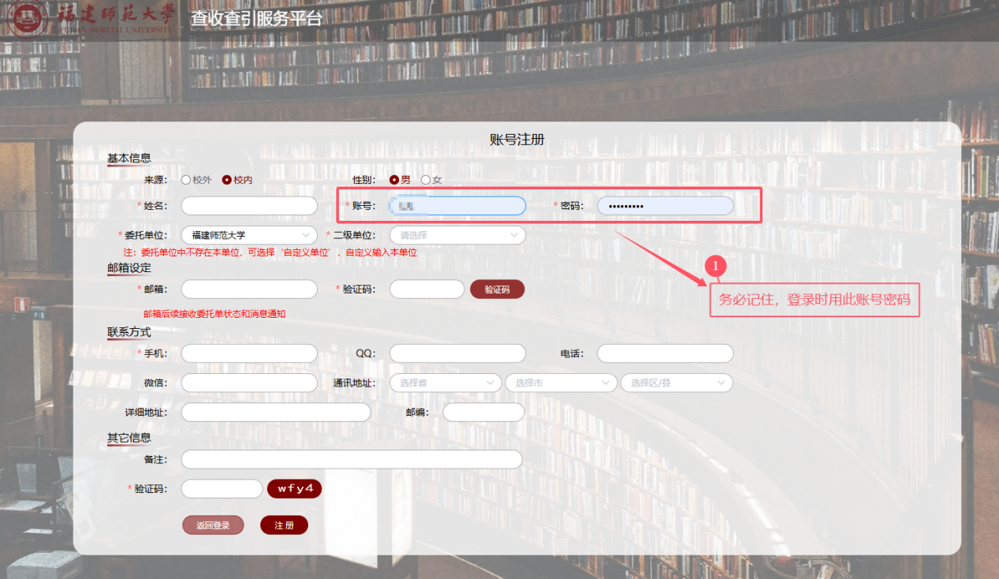 福建師范大學 查收查引服务平台
FUJIAN NORMAL UNIVERSITY
账号注册
基本信息
来源: 校外 校内 性别: 男 女
*姓名: *账号: *密码: •••••••••
*委托单位: 福建师范大学 *二级单位: 请选择
注: 委托单位中不存在本单位，可选择‘自定义单位’，自定义输入本单位
邮箱设定
1
*邮箱: *验证码: 验证码
务必记住，登录时用此账号密码
邮箱后续接收委托单状态和消息通知
联系方式
*手机: QQ: 电话:
微信: 通讯地址: 选择省 选择市 选择区/县
详细地址: 邮编:
其它信息
备注:
*验证码: wfy4
返回登录 注册